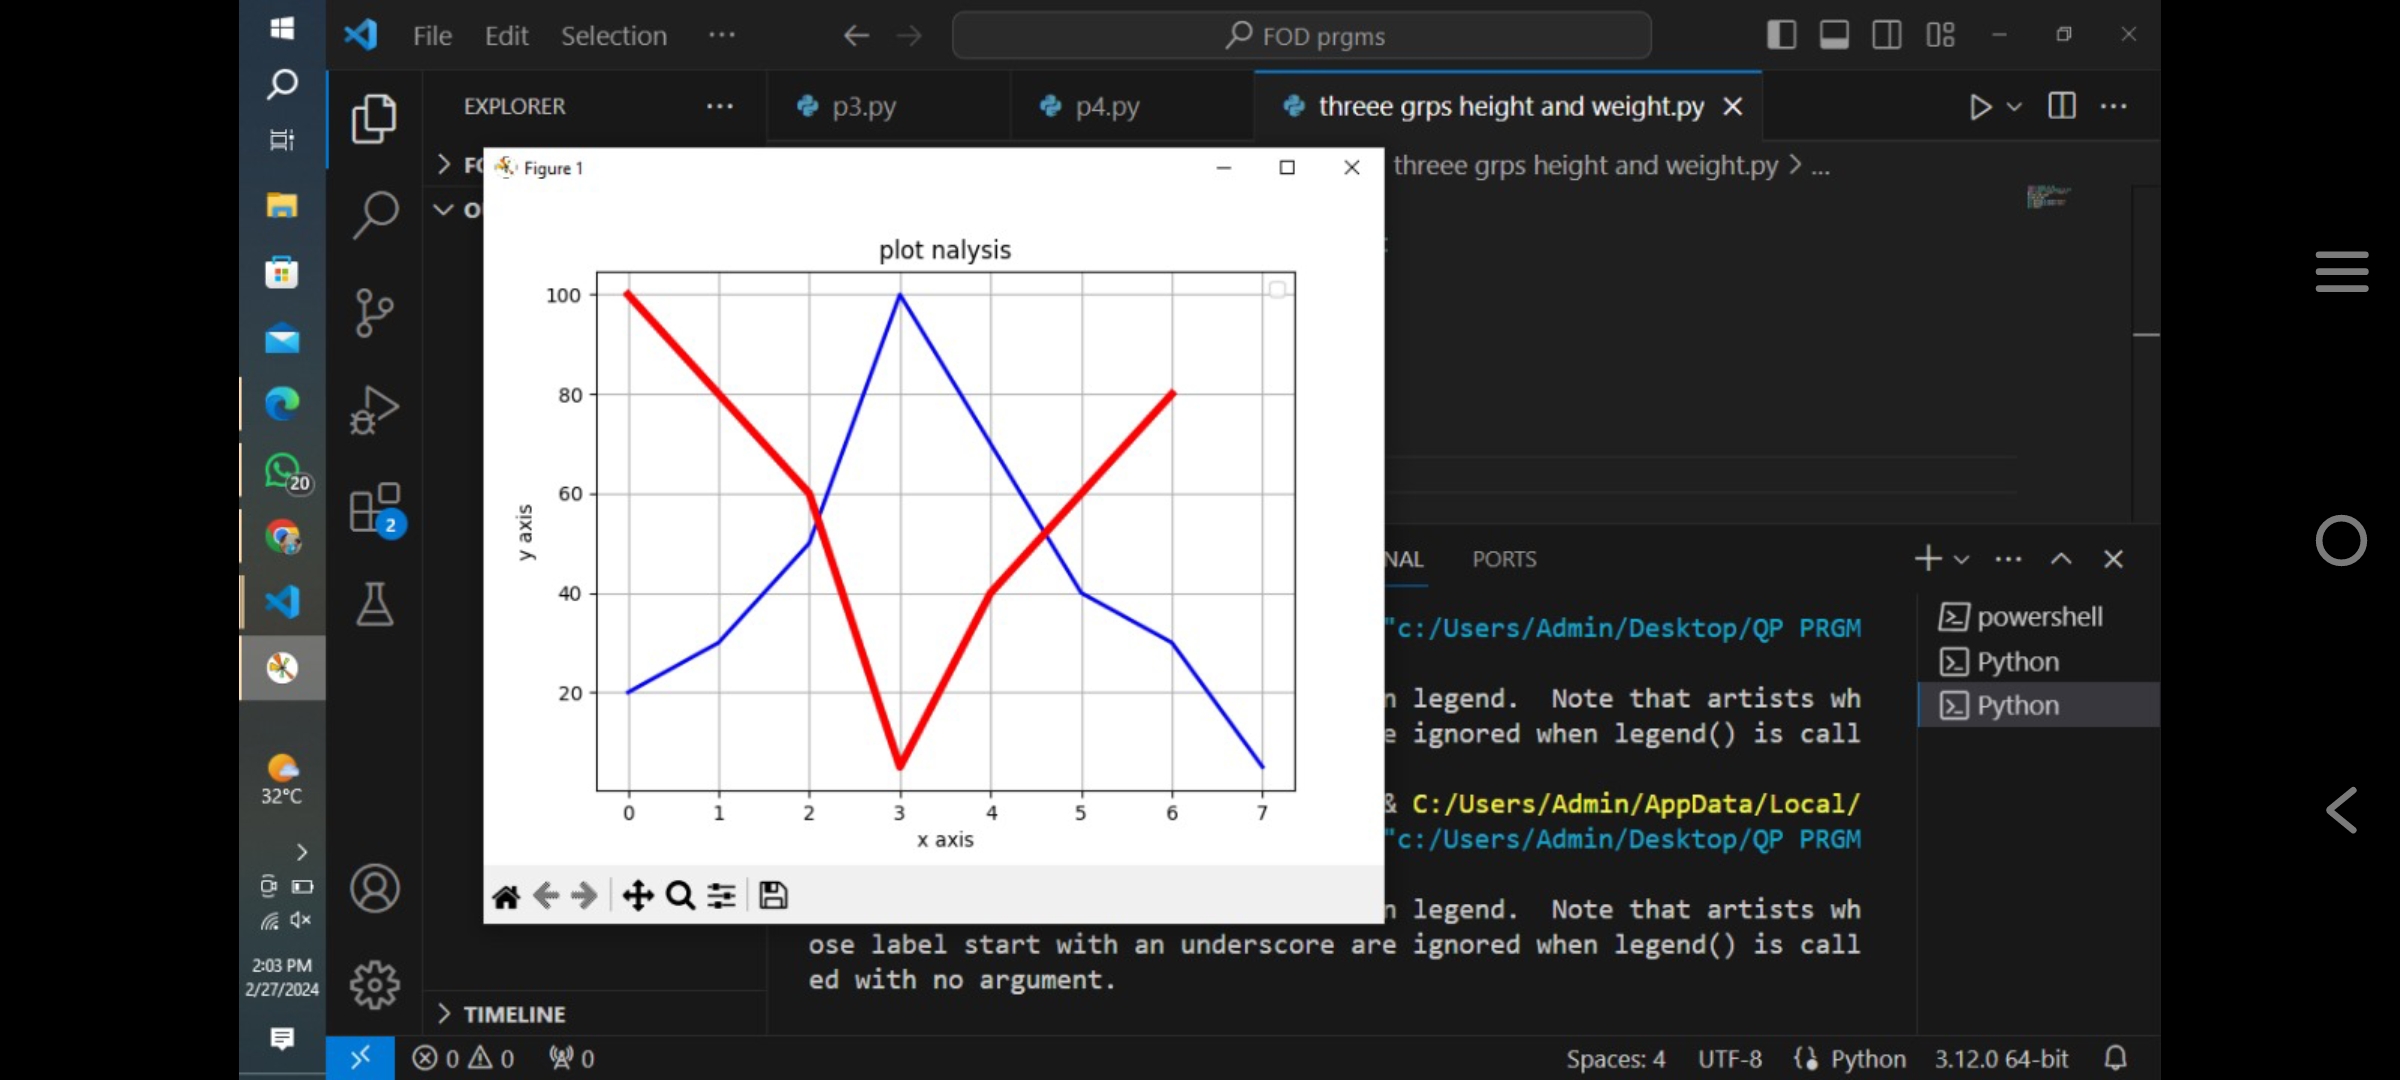 File Edit Selection ...
FOD prgms
EXPLORER ...
p3.py
p4.py
threee grps height and weight.py
threee grps height and weight.py > ...
Figure 1
plot nalysis
100
80
60
40
20
y axis
0 1 2 3 4 5 6 7
x axis
PORTS
powershell
Python
Python
"c:/Users/Admin/Desktop/QP PRGM
n legend.  Note that artists wh
e ignored when legend() is call
& C:/Users/Admin/AppData/Local/
"c:/Users/Admin/Desktop/QP PRGM
n legend.  Note that artists wh
ose label start with an underscore are ignored when legend() is call
ed with no argument.
TIMELINE
20
2
32°C
2:03 PM
2/27/2024
0 0 0
Spaces: 4 UTF-8 Python 3.12.0 64-bit